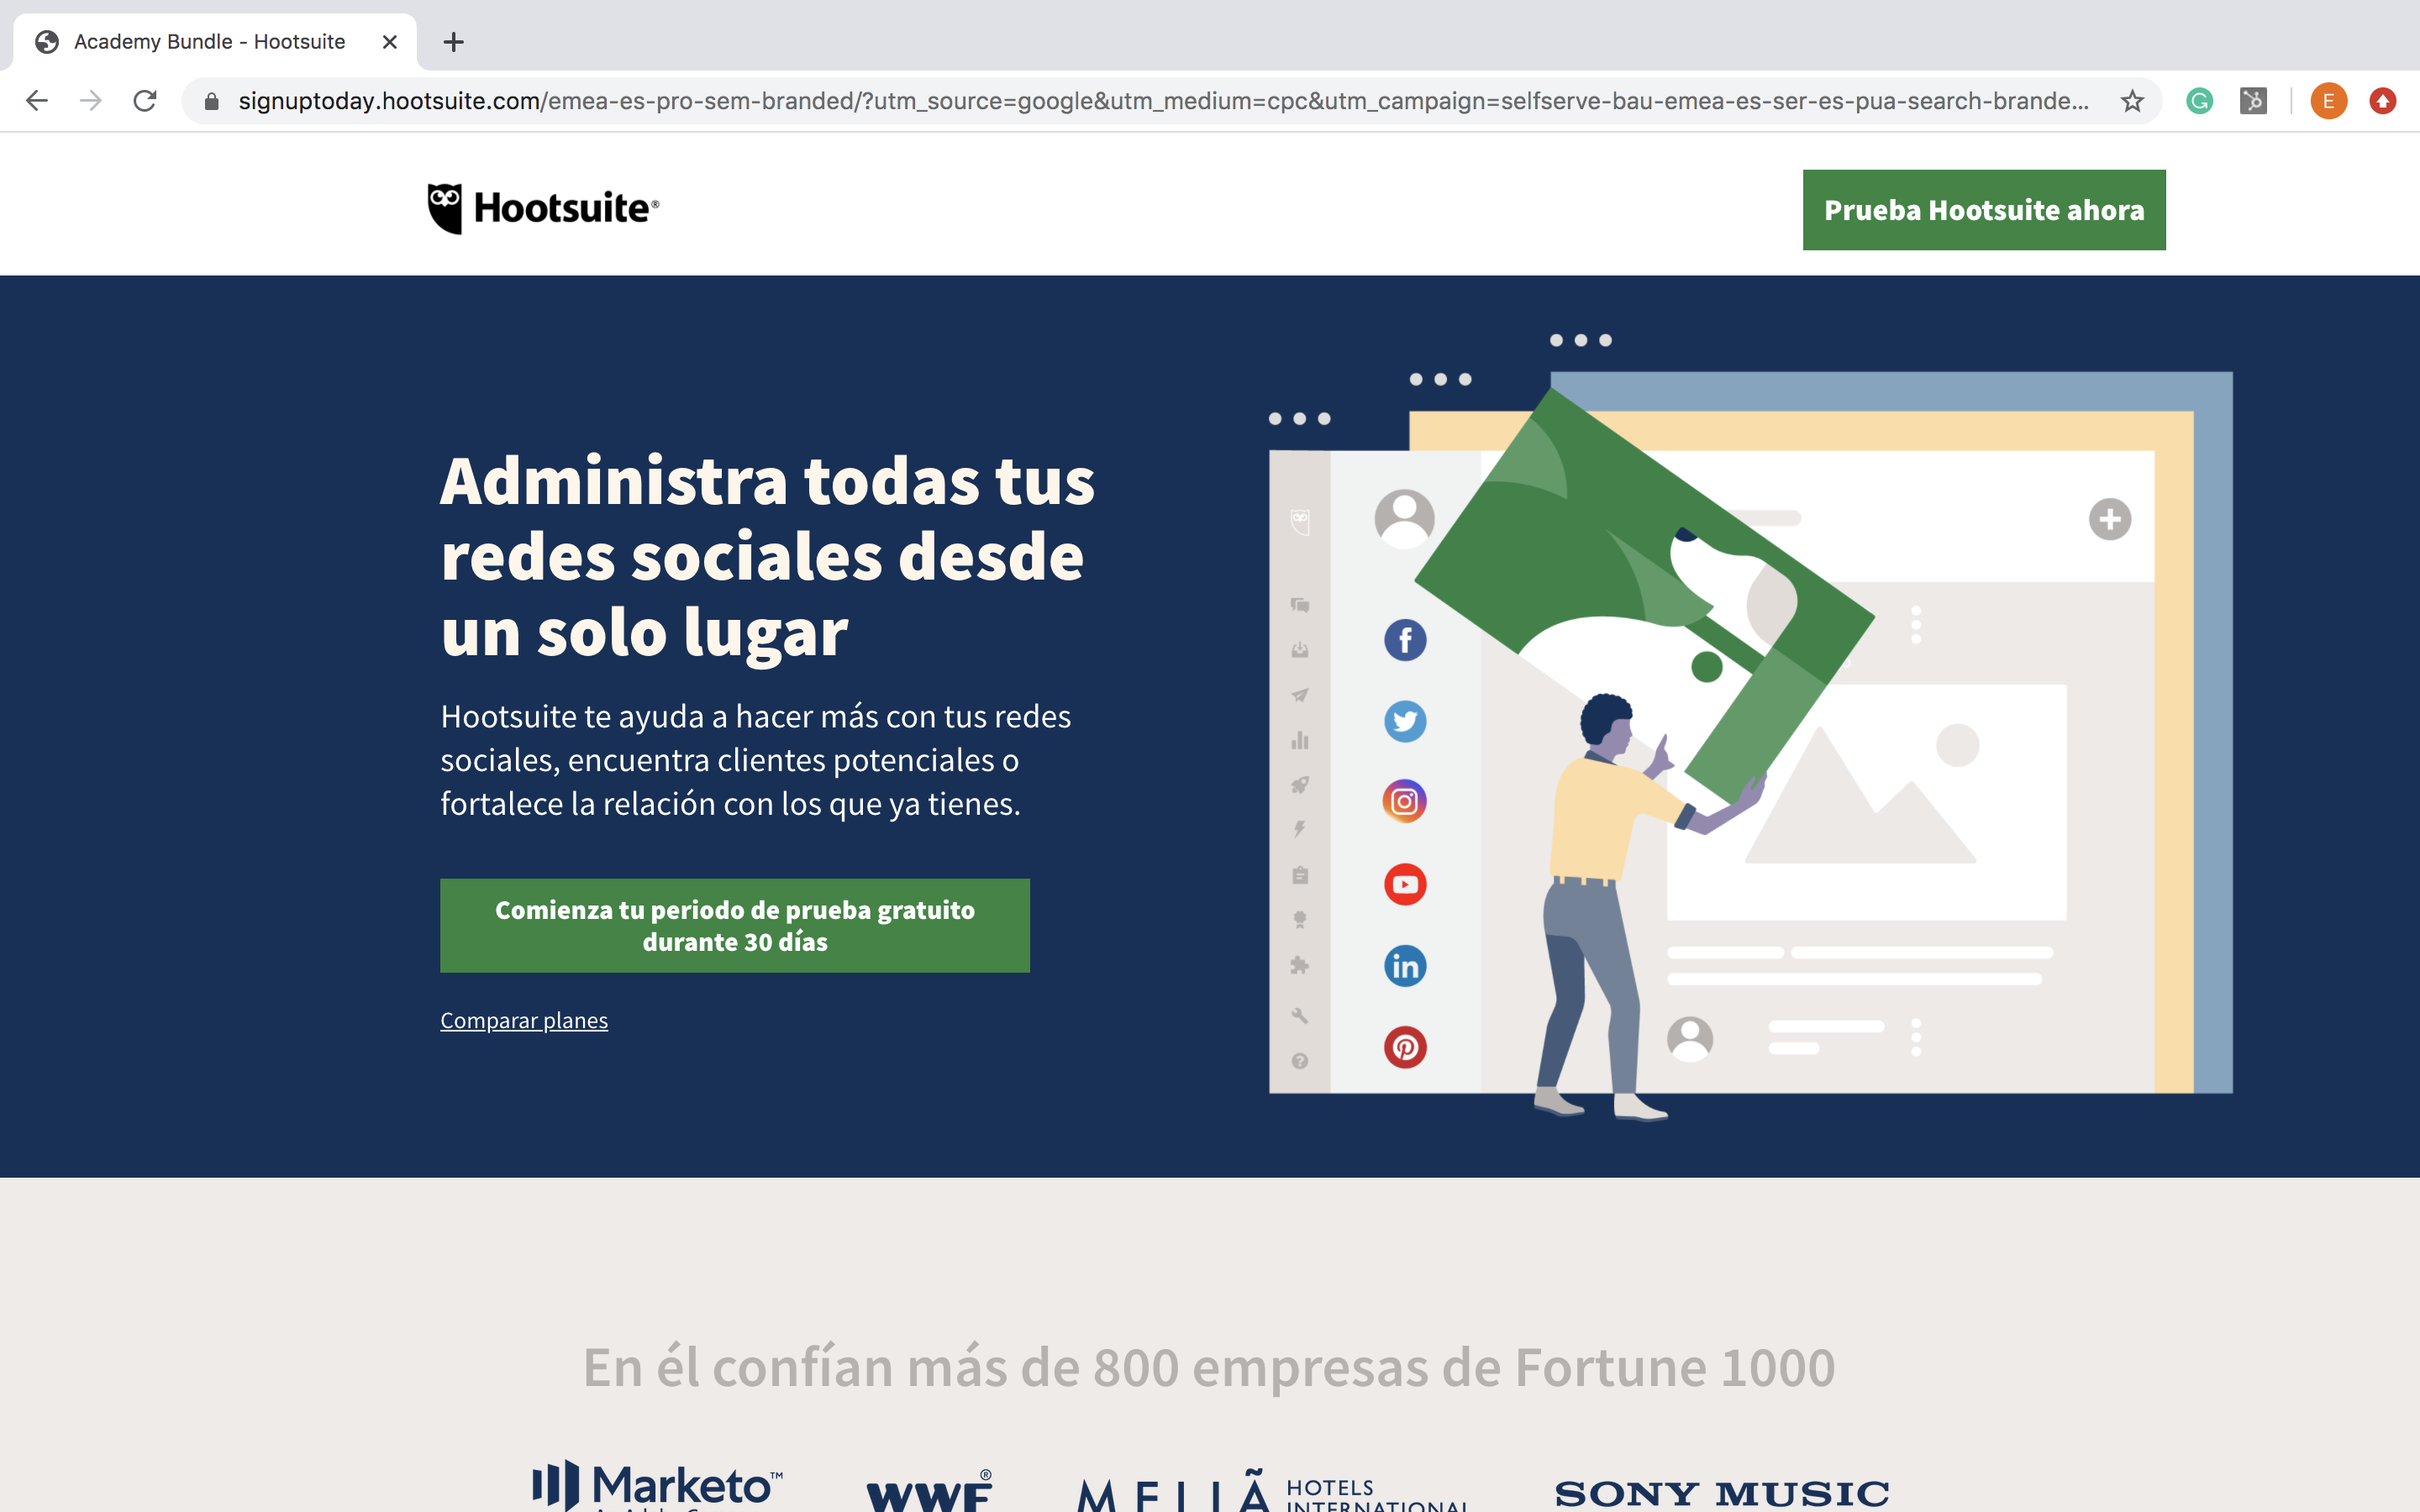 Academy Bundle - Hootsuite
signuptoday.hootsuite.com/emea-es-pro-sem-branded/?utm_source=google&utm_medium=cpc&utm_campaign=selfserve-bau-emea-es-ser-es-pua-search-brande...
E
Hootsuite®
Prueba Hootsuite ahora
Administra todas tus
redes sociales desde
un solo lugar
Hootsuite te ayuda a hacer más con tus redes
sociales, encuentra clientes potenciales o
fortalece la relación con los que ya tienes.
Comienza tu periodo de prueba gratuito
durante 30 días
Comparar planes
En él confían más de 800 empresas de Fortune 1000
Marketo™
WWF®
MELIÃ HOTELS
INTERNATIONAL
SONY MUSIC